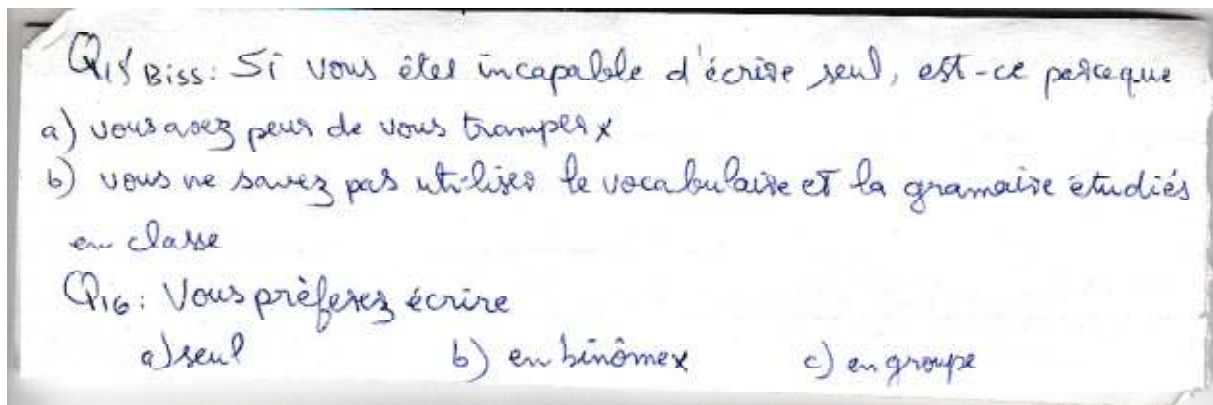 Q15 Biss: Si vous êtes incapable d'écrire seul, est-ce parceque
a) vous avez peur de vous tramper x
b) vous ne savez pas utiliser le vocabulaire et la gramaire étudiés
en classe
Q16: Vous préferez écrire
a) seul b) en binôme x c) en groupe